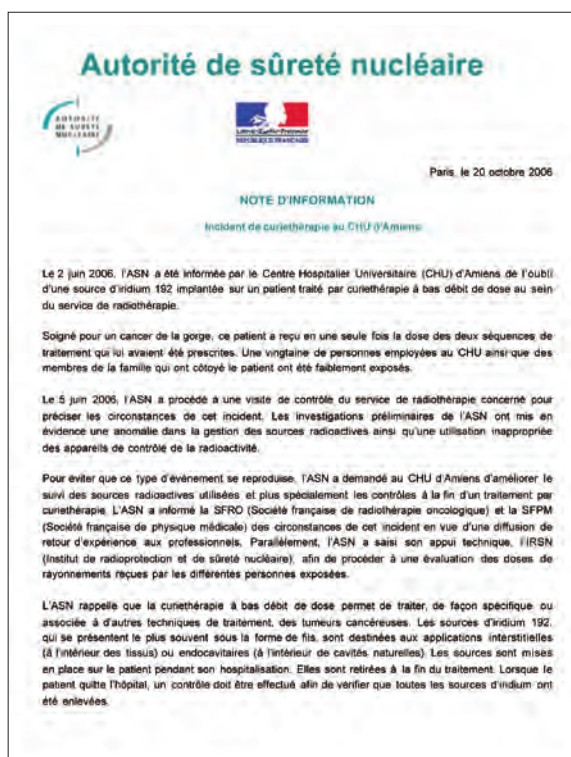 Autorité de sûreté nucléaire
AUTORITÉ
DE SÛRETÉ
NUCLÉAIRE
Liberté • Égalité • Fraternité
RÉPUBLIQUE FRANÇAISE
Paris, le 20 octobre 2006
NOTE D'INFORMATION
Incident de curiethérapie au CHU d'Amiens
Le 2 juin 2006, l'ASN a été informée par le Centre Hospitalier Universitaire (CHU) d'Amiens de l'oubli
d'une source d'iridium 192 implantée sur un patient traité par curiethérapie à bas débit de dose au sein
du service de radiothérapie.
Soigné pour un cancer de la gorge, ce patient a reçu en une seule fois la dose des deux séquences de
traitement qui lui avaient été prescrites. Une vingtaine de personnes employées au CHU ainsi que des
membres de la famille qui ont côtoyé le patient ont été faiblement exposés.
Le 5 juin 2006, l'ASN a procédé à une visite de contrôle du service de radiothérapie concerné pour
préciser les circonstances de cet incident. Les investigations préliminaires de l'ASN ont mis en
évidence une anomalie dans la gestion des sources radioactives ainsi qu'une utilisation inappropriée
des appareils de contrôle de la radioactivité.
Pour éviter que ce type d'évènement se reproduise, l'ASN a demandé au CHU d'Amiens d'améliorer le
suivi des sources radioactives utilisées et plus spécialement les contrôles à la fin d'un traitement par
curiethérapie. L'ASN a informé la SFRO (Société française de radiothérapie oncologique) et la SFPM
(Société française de physique médicale) des circonstances de cet incident en vue d'une diffusion de
retour d'expérience aux professionnels. Parallèlement, l'ASN a saisi son appui technique, l'IRSN
(Institut de radioprotection et de sûreté nucléaire), afin de procéder à une évaluation des doses de
rayonnements reçues par les différentes personnes exposées.
L'ASN rappelle que la curiethérapie à bas débit de dose permet de traiter, de façon spécifique ou
associée à d'autres techniques de traitement, des tumeurs cancéreuses. Les sources d'iridium 192,
qui se présentent le plus souvent sous la forme de fils, sont destinées aux applications interstitielles
(à l'intérieur des tissus) ou endocavitaires (à l'intérieur de cavités naturelles). Les sources sont mises
en place sur le patient pendant son hospitalisation. Elles sont retirées à la fin du traitement. Lorsque le
patient quitte l'hôpital, un contrôle doit être effectué afin de vérifier que toutes les sources d'iridium ont
été enlevées.